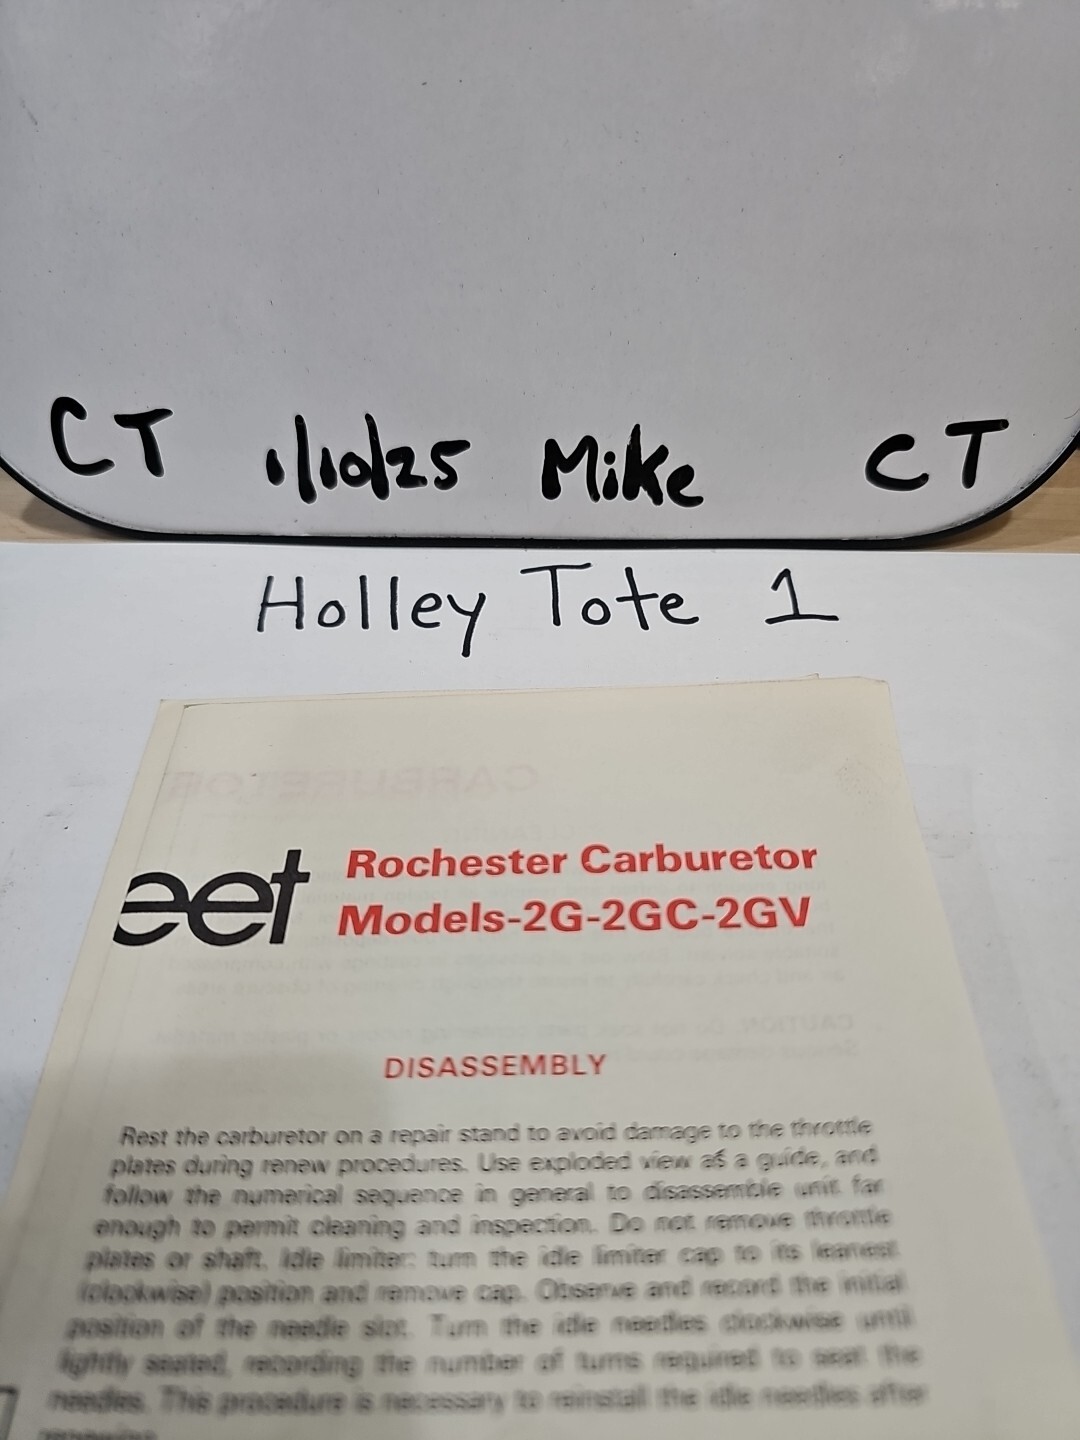 CT 1/10/25 Mike CT
Holley Tote 1
CARBURETOR
eet Rochester Carburetor
Models-2G-2GC-2GV
DISASSEMBLY
Rest the carburetor on a repair stand to avoid damage to the throttle
plates during renew procedures. Use exploded view as a guide, and
follow the numerical sequence in general to disassemble unit far
enough to permit cleaning and inspection. Do not remove throttle
plates or shaft. Idle limiter: turn the idle limiter cap to its leanest
(clockwise) position and remove cap. Observe and record the initial
position of the needle slot. Turn the idle needles clockwise until
lightly seated, recording the number of turns required to seat the
needles. This procedure is necessary to reinstall the idle needles after